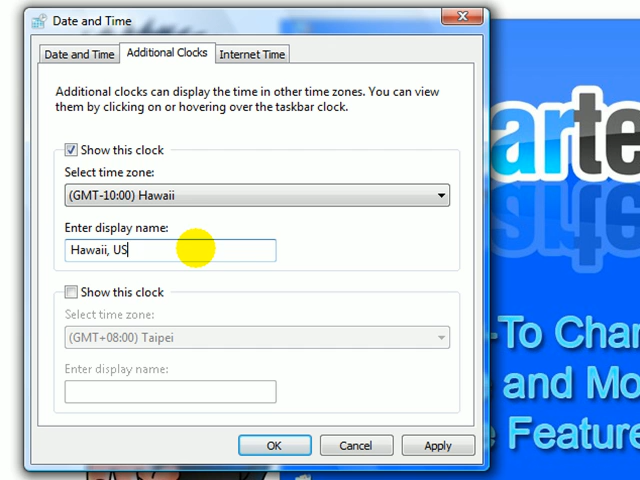 Date and Time
Date and Time Additional Clocks Internet Time
Additional clocks can display the time in other time zones. You can view
them by clicking on or hovering over the taskbar clock.
Show this clock
Select time zone:
(GMT-10:00) Hawaii
Enter display name:
Hawaii, US
Show this clock
Select time zone:
(GMT+08:00) Taipei
Enter display name:
OK Cancel Apply
arte
-To Char
e and Mo
e Feature